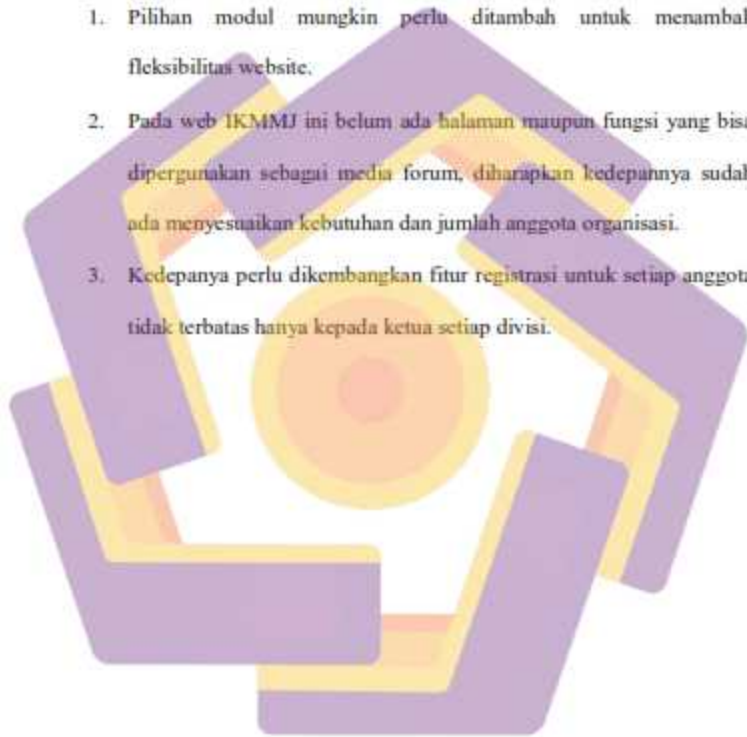 1. Pilihan modul mungkin perlu ditambah untuk menambah
fleksibilitas website.
2. Pada web IKMMJ ini belum ada halaman maupun fungsi yang bisa
dipergunakan sebagai media forum, diharapkan kedepannya sudah
ada menyesuaikan kebutuhan dan jumlah anggota organisasi.
3. Kedepanya perlu dikembangkan fitur registrasi untuk setiap anggota
tidak terbatas hanya kepada ketua setiap divisi.